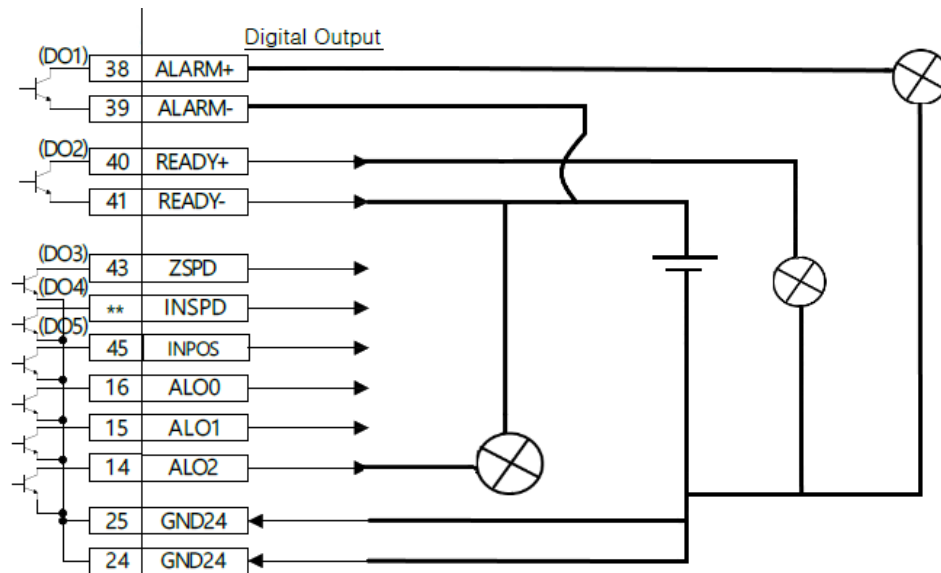 Digital Output
(DO1)
38 ALARM+
39 ALARM-
(DO2)
40 READY+
41 READY-
(DO3)
43 ZSPD
(DO4)
** INSPD
(DO5)
45 INPOS
16 ALO0
15 ALO1
14 ALO2
25 GND24
24 GND24